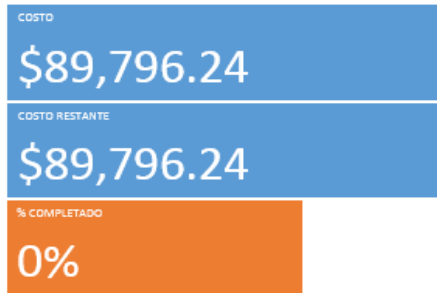 COSTO
$89,796.24
COSTO RESTANTE
$89,796.24
% COMPLETADO
0%